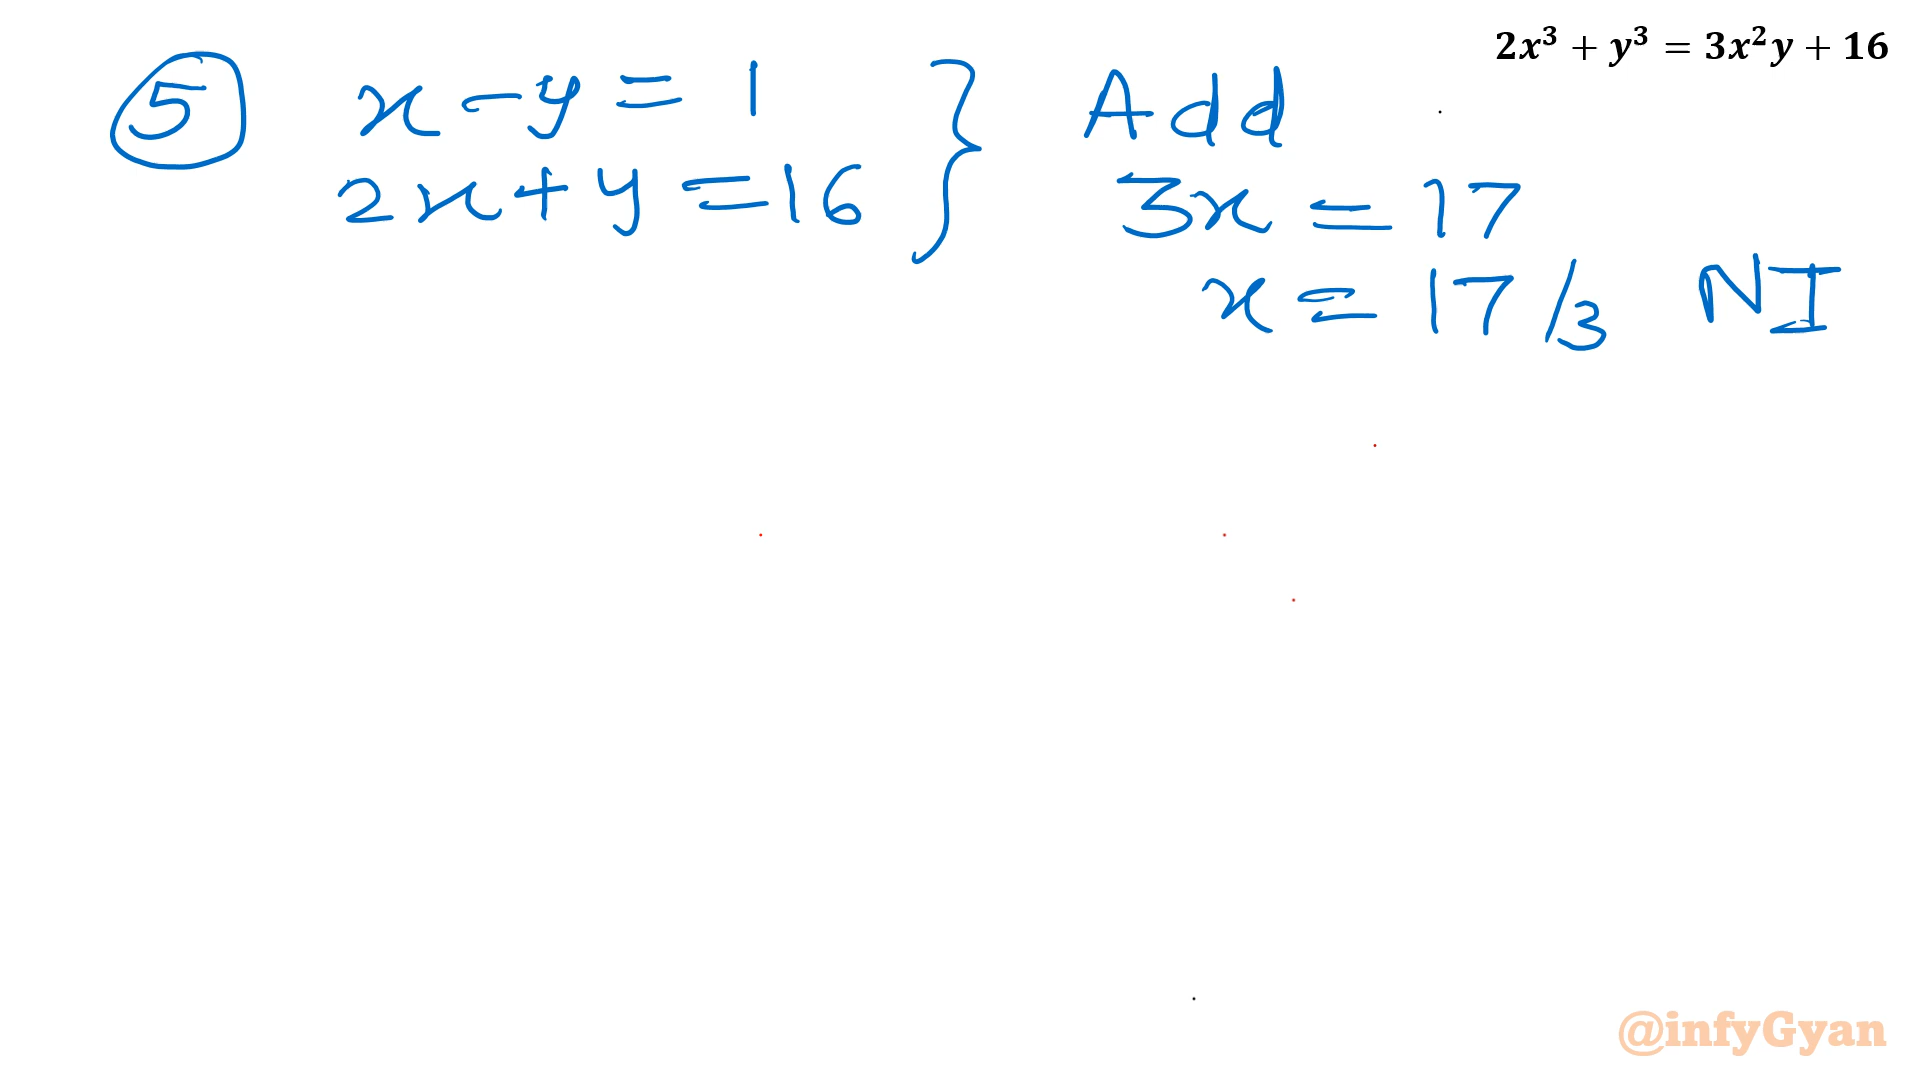 2x³ + y³ = 3x²y + 16
5 x - y = 1 } Add
2x + y = 16 3x = 17
x = 17/3 NI
@infyGyan